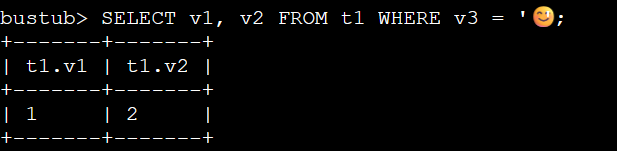 bustub> SELECT v1, v2 FROM t1 WHERE v3 = '😊;
+-------+-------+
| t1.v1 | t1.v2 |
+-------+-------+
| 1     | 2     |
+-------+-------+